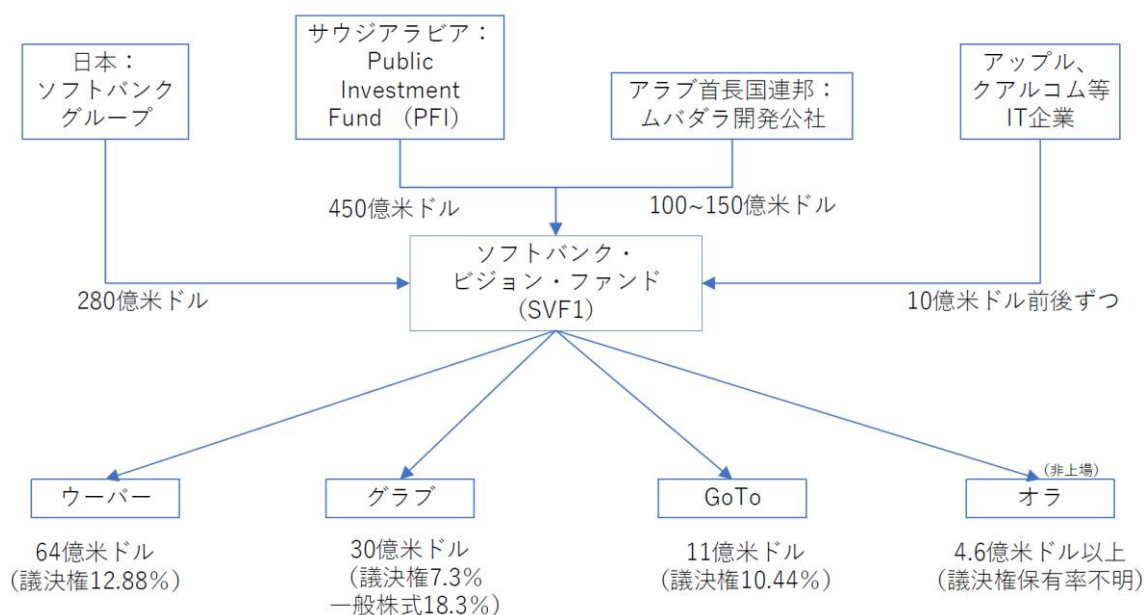 日本：
ソフトバンク
グループ
サウジアラビア：
Public
Investment
Fund （PFI）
アラブ首長国連邦：
ムバダラ開発公社
アップル、
クアルコム等
IT企業
450億米ドル
100~150億米ドル
280億米ドル
ソフトバンク・
ビジョン・ファンド
（SVF1）
10億米ドル前後ずつ
ウーバー
グラブ
GoTo
（非上場）
オラ
64億米ドル
（議決権12.88％）
30億米ドル
（議決権7.3％
一般株式18.3％）
11億米ドル
（議決権10.44％）
4.6億米ドル以上
（議決権保有率不明）